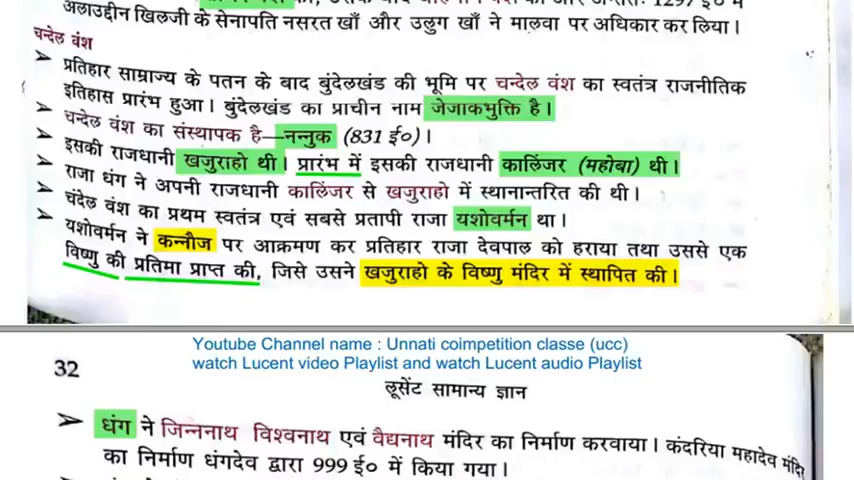 अलाउद्दीन खिलजी के सेनापति नसरत खाँ और उलुग खाँ ने मालवा पर अधिकार कर लिया।
चन्देल वंश
➤ प्रतिहार साम्राज्य के पतन के बाद बुंदेलखंड की भूमि पर चन्देल वंश का स्वतंत्र राजनीतिक
इतिहास प्रारंभ हुआ। बुंदेलखंड का प्राचीन नाम जेजाकभुक्ति है।
➤ चन्देल वंश का संस्थापक है—नन्नुक (831 ई०)।
➤ इसकी राजधानी खजुराहो थी। प्रारंभ में इसकी राजधानी कालिंजर (महोबा) थी।
➤ राजा धंग ने अपनी राजधानी कालिंजर से खजुराहो में स्थानान्तरित की थी।
➤ चंदेल वंश का प्रथम स्वतंत्र एवं सबसे प्रतापी राजा यशोवर्मन था।
➤ यशोवर्मन ने कन्नौज पर आक्रमण कर प्रतिहार राजा देवपाल को हराया तथा उससे एक
विष्णु की प्रतिमा प्राप्त की, जिसे उसने खजुराहो के विष्णु मंदिर में स्थापित की।
Youtube Channel name : Unnati coimpetition classe (ucc)
watch Lucent video Playlist and watch Lucent audio Playlist
32
लूसेंट सामान्य ज्ञान
➤ धंग ने जिन्ननाथ विश्वनाथ एवं वैद्यनाथ मंदिर का निर्माण करवाया। कंदरिया महादेव मंदिर
का निर्माण धंगदेव द्वारा 999 ई० में किया गया।